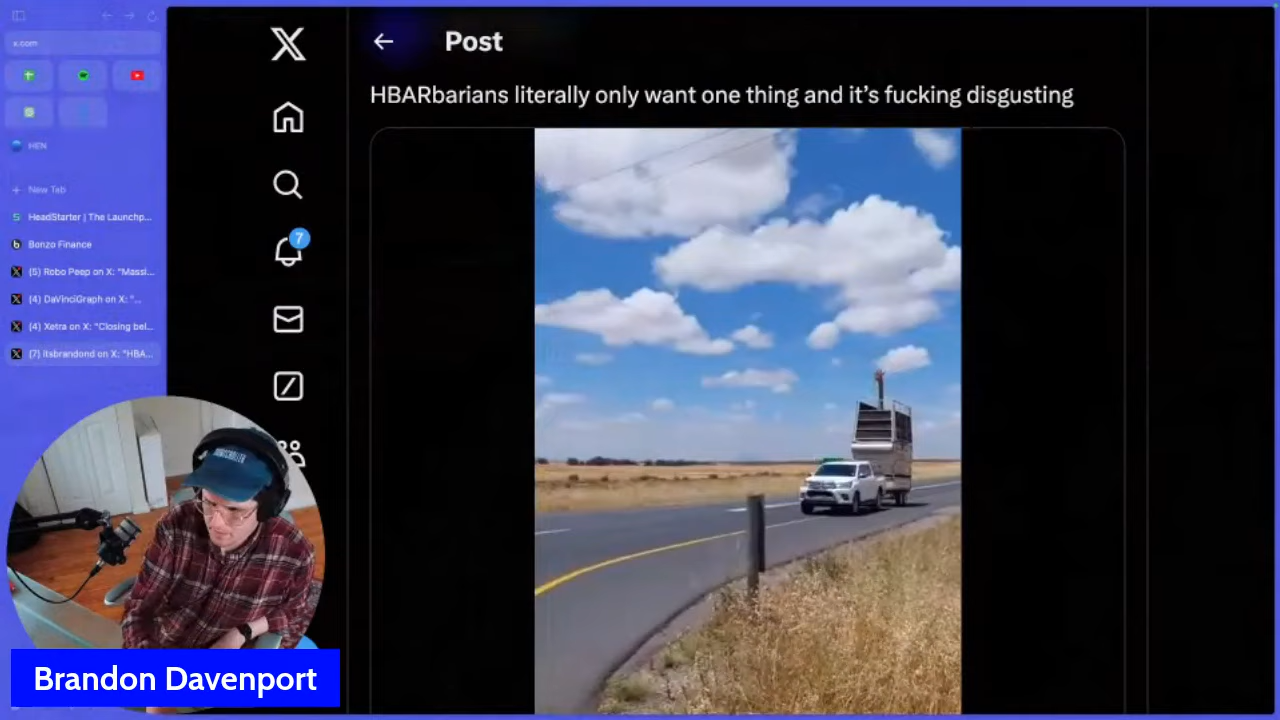 x.com
Post
HBARbarians literally only want one thing and it's fucking disgusting
7
HEN
New Tab
HeadStarter | The Launchp...
Bonzo Finance
(5) Robo Peep on X: "Massi...
(4) DaVinciGraph on X: "...
(4) Xetra on X: "Closing bel...
(7) itsbrandond on X: "HBA...
Brandon Davenport